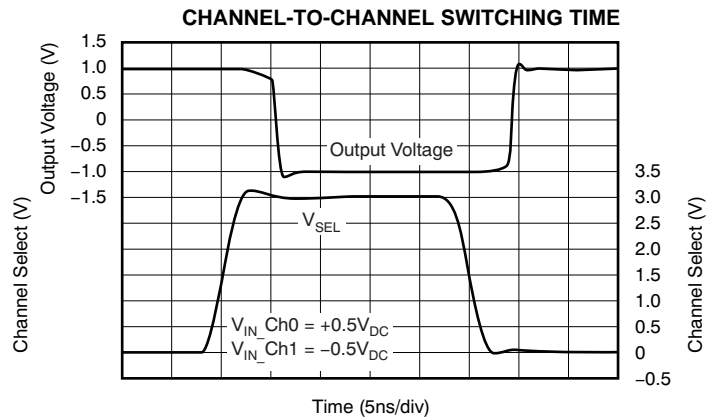 CHANNEL-TO-CHANNEL SWITCHING TIME
Output Voltage (V)
1.5
1.0
0.5
0
−0.5
−1.0
−1.5
Output Voltage
Channel Select (V)
V_SEL
V_IN_Ch0 = +0.5V_DC
V_IN_Ch1 = −0.5V_DC
3.5
3.0
2.5
2.0
1.5
1.0
0.5
0
−0.5
Channel Select (V)
Time (5ns/div)